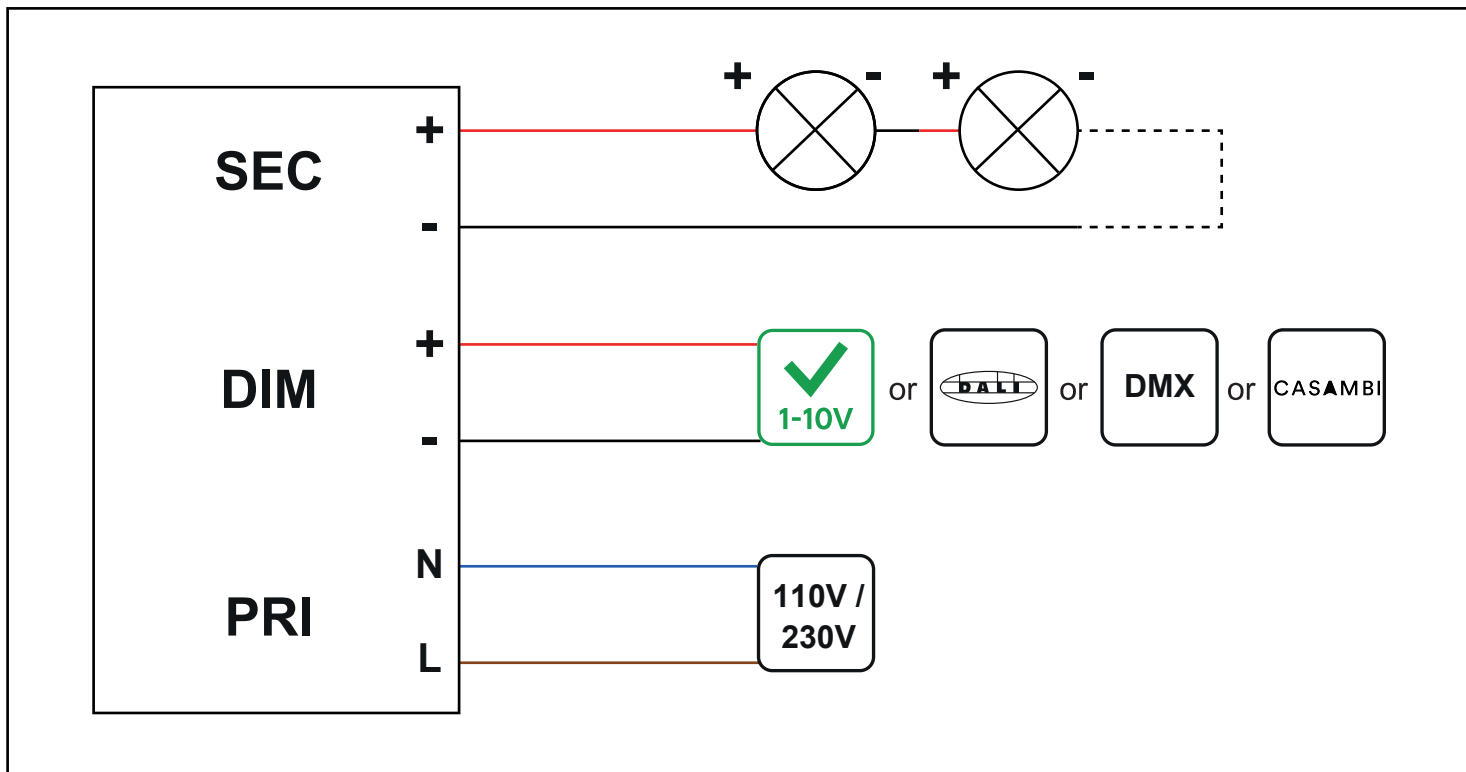 + - + -
+
SEC
-
+
DIM
-
1-10V or DALI or DMX or CASAMBI
N
PRI
L
110V /
230V